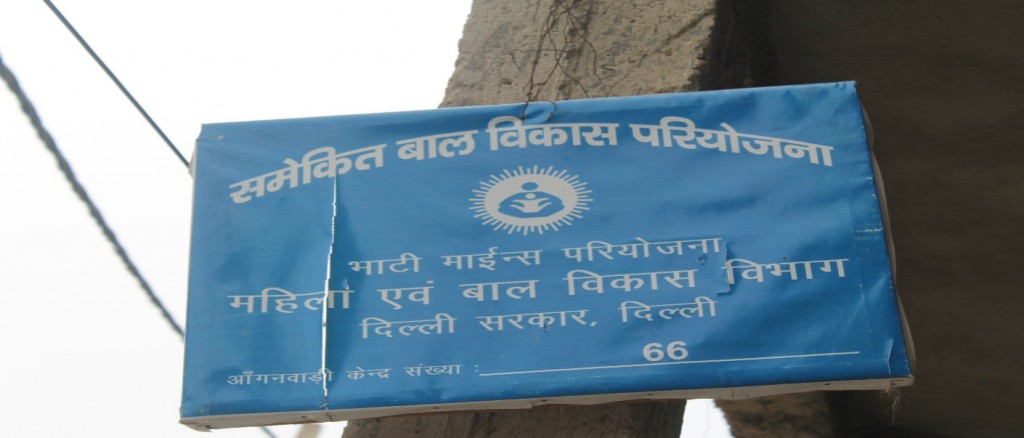 समेकित बाल विकास परियोजना
भाटी माईन्स परियोजना
महिला एवं बाल विकास विभाग
दिल्ली सरकार, दिल्ली
आँगनवाड़ी केन्द्र संख्या : 66